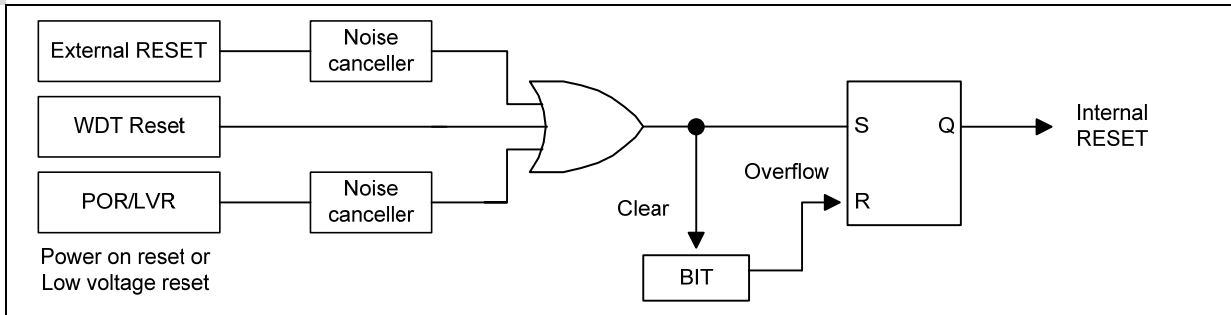 External RESET
Noise
canceller
WDT Reset
POR/LVR
Noise
canceller
Power on reset or
Low voltage reset
Clear
BIT
Overflow
S
Q
R
Internal
RESET